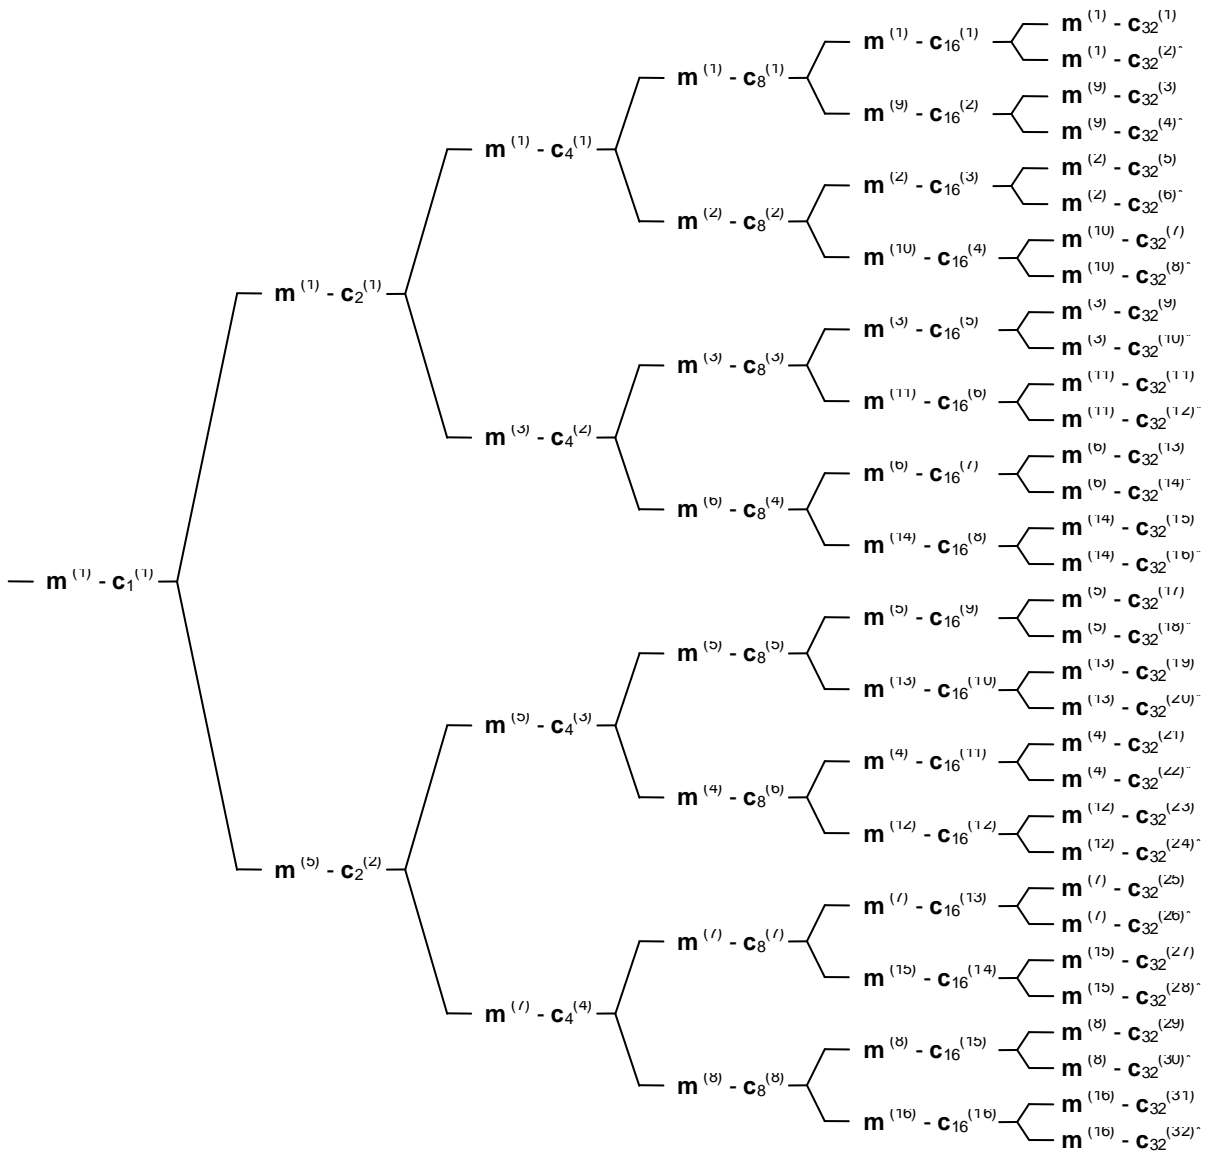 m(1) - c1(1)
m(1) - c2(1)
m(5) - c2(2)
m(1) - c4(1)
m(3) - c4(2)
m(5) - c4(3)
m(7) - c4(4)
m(1) - c8(1)
m(2) - c8(2)
m(3) - c8(3)
m(6) - c8(4)
m(5) - c8(5)
m(4) - c8(6)
m(7) - c8(7)
m(8) - c8(8)
m(1) - c16(1)
m(9) - c16(2)
m(2) - c16(3)
m(10) - c16(4)
m(3) - c16(5)
m(11) - c16(6)
m(6) - c16(7)
m(14) - c16(8)
m(5) - c16(9)
m(13) - c16(10)
m(4) - c16(11)
m(12) - c16(12)
m(7) - c16(13)
m(15) - c16(14)
m(8) - c16(15)
m(16) - c16(16)
m(1) - c32(1)
m(1) - c32(2)*
m(9) - c32(3)
m(9) - c32(4)*
m(2) - c32(5)
m(2) - c32(6)*
m(10) - c32(7)
m(10) - c32(8)*
m(3) - c32(9)
m(3) - c32(10)*
m(11) - c32(11)
m(11) - c32(12)*
m(6) - c32(13)
m(6) - c32(14)*
m(14) - c32(15)
m(14) - c32(16)*
m(5) - c32(17)
m(5) - c32(18)*
m(13) - c32(19)
m(13) - c32(20)*
m(4) - c32(21)
m(4) - c32(22)*
m(12) - c32(23)
m(12) - c32(24)*
m(7) - c32(25)
m(7) - c32(26)*
m(15) - c32(27)
m(15) - c32(28)*
m(8) - c32(29)
m(8) - c32(30)*
m(16) - c32(31)
m(16) - c32(32)*